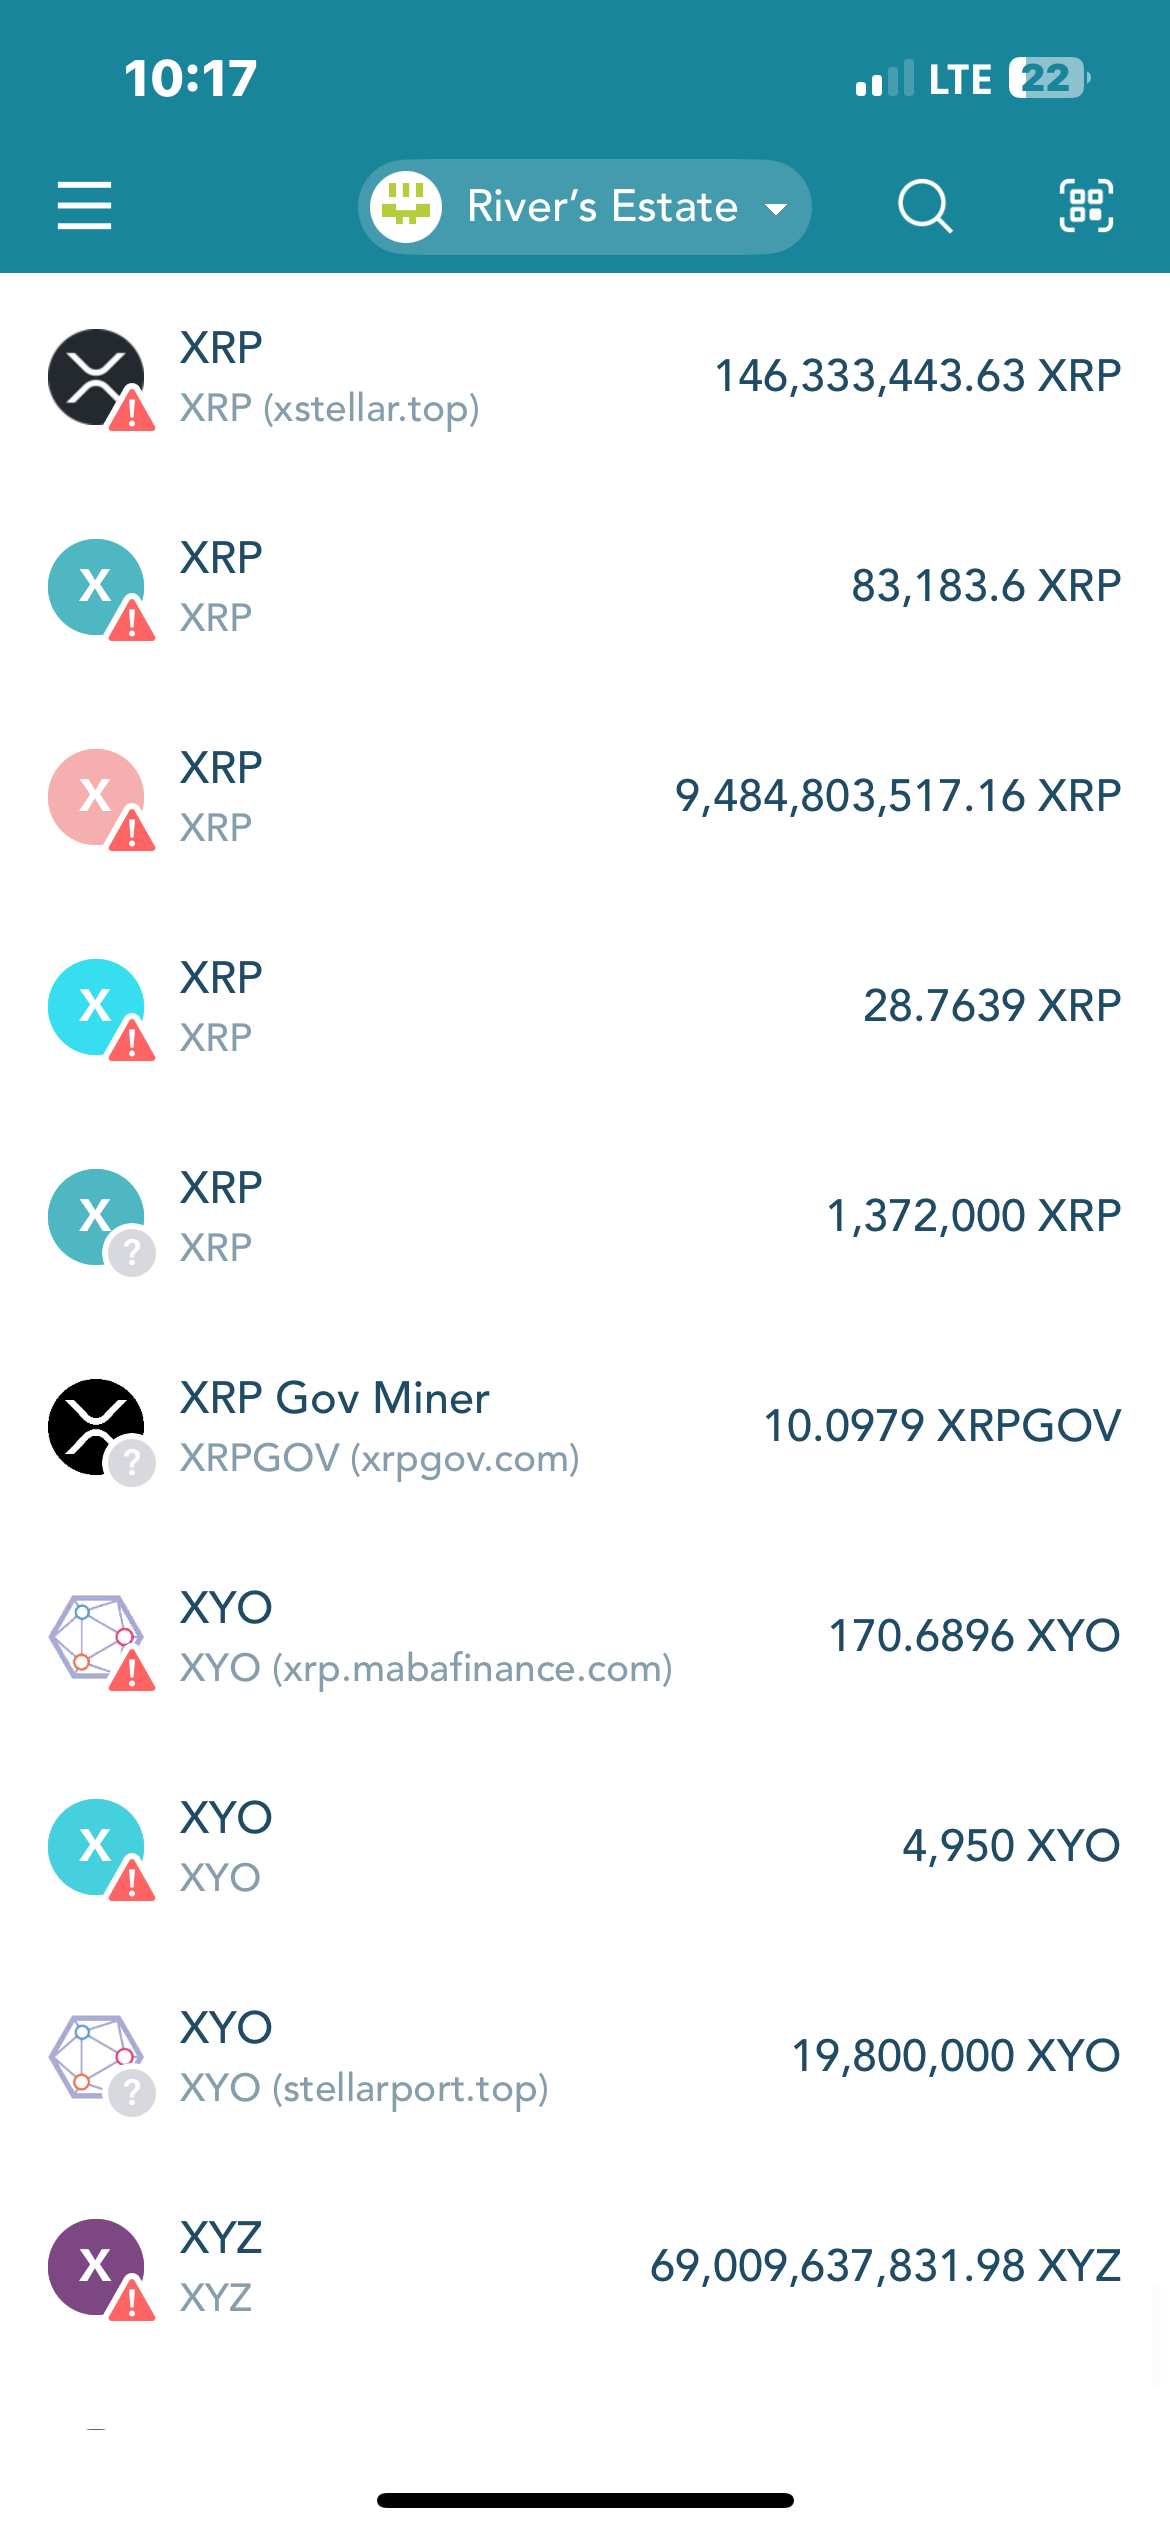 10:17
LTE 22
River's Estate
XRP
146,333,443.63 XRP
XRP (xstellar.top)
X
XRP
83,183.6 XRP
XRP
X
XRP
9,484,803,517.16 XRP
XRP
X
XRP
28.7639 XRP
XRP
X
XRP
1,372,000 XRP
XRP
?
XRP Gov Miner
10.0979 XRPGOV
XRPGOV (xrpgov.com)
?
XYO
170.6896 XYO
XYO (xrp.mabafinance.com)
X
XYO
4,950 XYO
XYO
XYO
19,800,000 XYO
XYO (stellarport.top)
?
X
XYZ
69,009,637,831.98 XYZ
XYZ